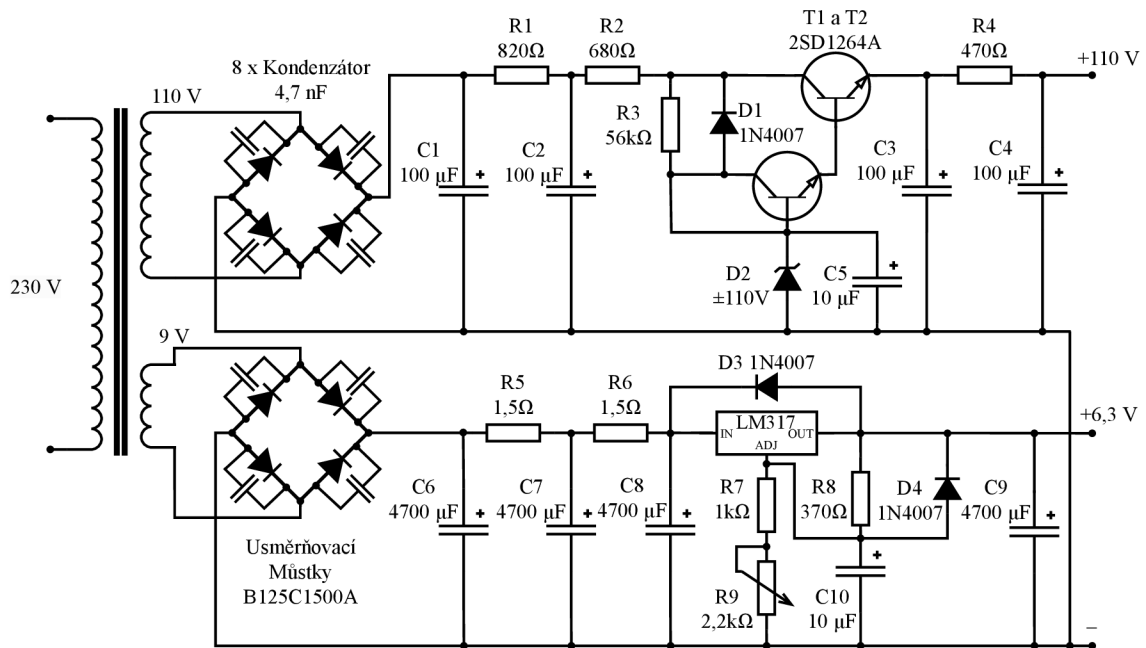 R1
820Ω
R2
680Ω
T1 a T2
2SD1264A
R4
470Ω
+110 V
8 x Kondenzátor
4,7 nF
110 V
R3
56kΩ
D1
1N4007
C1
100 μF
+
C2
100 μF
+
C3
100 μF
+
C4
100 μF
+
230 V
D2
±110V
C5
10 μF
+
9 V
D3 1N4007
R5
1,5Ω
R6
1,5Ω
LM317
IN
OUT
ADJ
+6,3 V
C6
4700 μF
+
C7
4700 μF
+
C8
4700 μF
+
R7
1kΩ
R8
370Ω
D4
1N4007
C9
4700 μF
+
Usměrňovací
Můstky
B125C1500A
R9
2,2kΩ
C10
10 μF
+
–